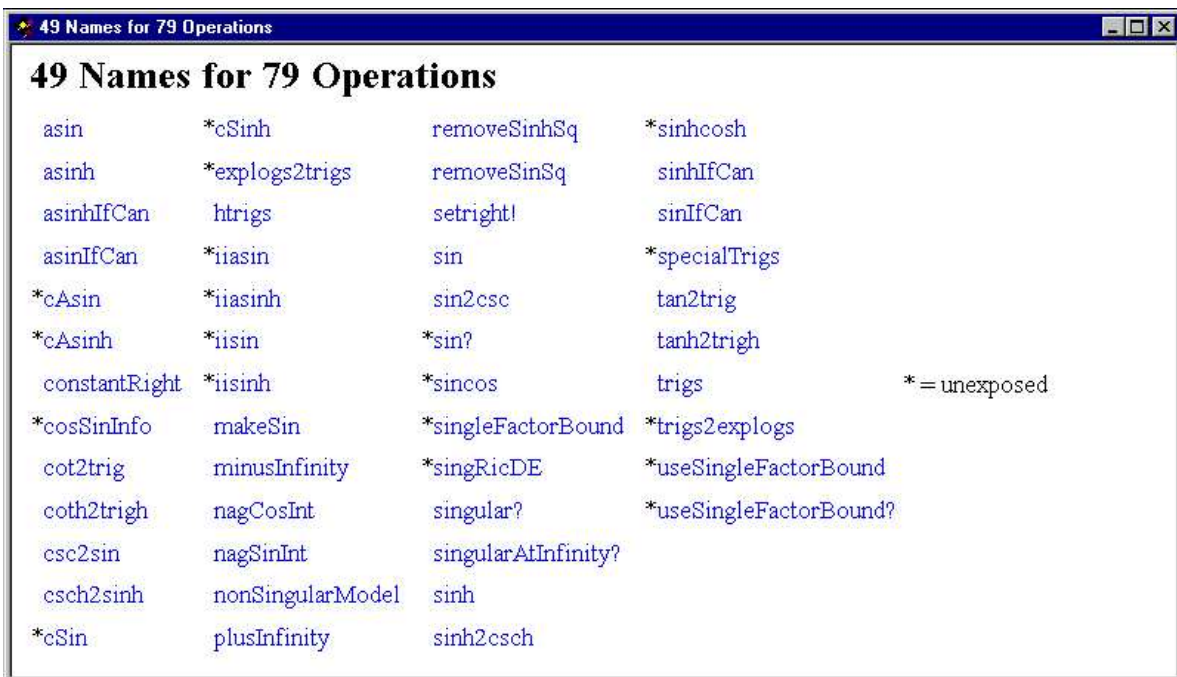 49 Names for 79 Operations
49 Names for 79 Operations
asin *cSinh removeSinhSq *sinhcosh
asinh *explogs2trigs removeSinSq sinhIfCan
asinhIfCan htrigs setright! sinIfCan
asinIfCan *iiasin sin *specialTrigs
*cAsin *iiasinh sin2csc tan2trig
*cAsinh *iisin *sin? tanh2trigh
constantRight *iisinh *sincos trigs * = unexposed
*cosSinInfo makeSin *singleFactorBound *trigs2explogs
cot2trig minusInfinity *singRicDE *useSingleFactorBound
coth2trigh nagCosInt singular? *useSingleFactorBound?
csc2sin nagSinInt singularAtInfinity?
csch2sinh nonSingularModel sinh
*cSin plusInfinity sinh2csch